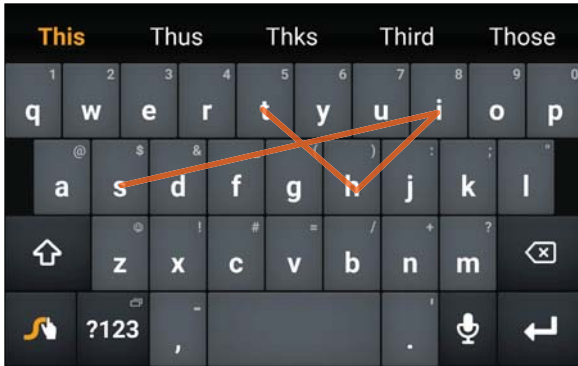 This Thus Thks Third Those
1 2 3 4 5 6 7 8 9 0
q w e r t y u i o p
@ $ & ( ) : ; "
a s d f g h j k l
☺ ! # = / + ?
z x c v b n m
- '
?123 , .